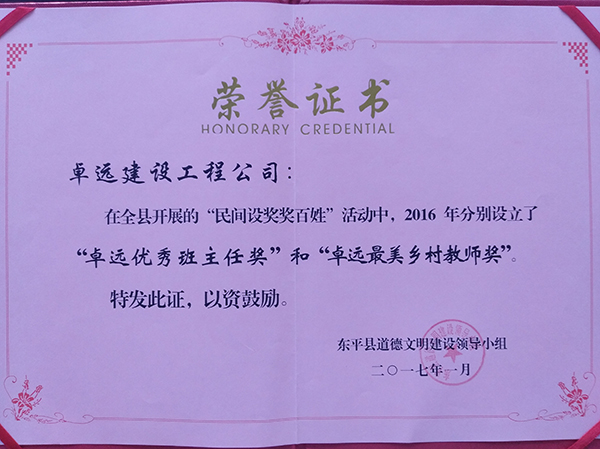 荣誉证书
HONORARY CREDENTIAL
卓远建设工程公司：
在全县开展的“民间设奖奖百姓”活动中，2016 年分别设立了
“卓远优秀班主任奖”和“卓远最美乡村教师奖”。
特发此证，以资鼓励。
东平县道德文明建设领导小组
二〇一七年一月